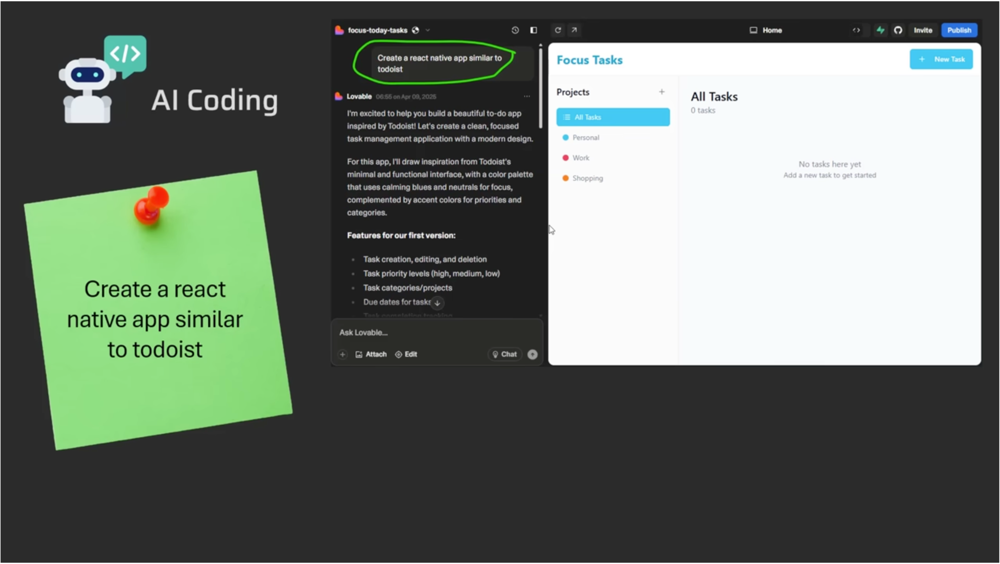 </>
AI Coding
Create a react
native app similar
to todoist
focus-today-tasks
Create a react native app similar to
todoist
Lovable 06:55 on Apr 09, 2025
I'm excited to help you build a beautiful to-do app
inspired by Todoist! Let's create a clean, focused
task management application with a modern design.
For this app, I'll draw inspiration from Todoist's
minimal and functional interface, with a color palette
that uses calming blues and neutrals for focus,
complemented by accent colors for priorities and
categories.
Features for our first version:
Task creation, editing, and deletion
Task priority levels (high, medium, low)
Task categories/projects
Due dates for tasks
Task completion tracking
Ask Lovable...
Attach Edit Chat
Home Invite Publish
Focus Tasks
+ New Task
Projects +
All Tasks
Personal
Work
Shopping
All Tasks
0 tasks
No tasks here yet
Add a new task to get started